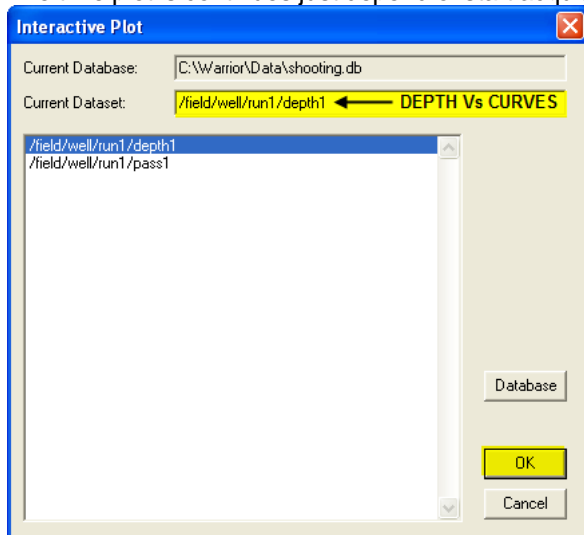 Interactive Plot
Current Database: C:\Warrior\Data\shooting.db
Current Dataset: /field/well/run1/depth1 DEPTH Vs CURVES
/field/well/run1/depth1
/field/well/run1/pass1
Database
OK
Cancel